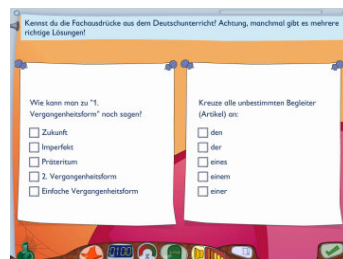 Kennst du die Fachausdrücke aus dem Deutschunterricht? Achtung, manchmal gibt es mehrere
richtige Lösungen!
Wie kann man zu "1.
Vergangenheitsform" noch sagen?
Zukunft
Imperfekt
Präteritum
2. Vergangenheitsform
Einfache Vergangenheitsform
Kreuze alle unbestimmten Begleiter
(Artikel) an:
den
der
eines
einem
einer
0100